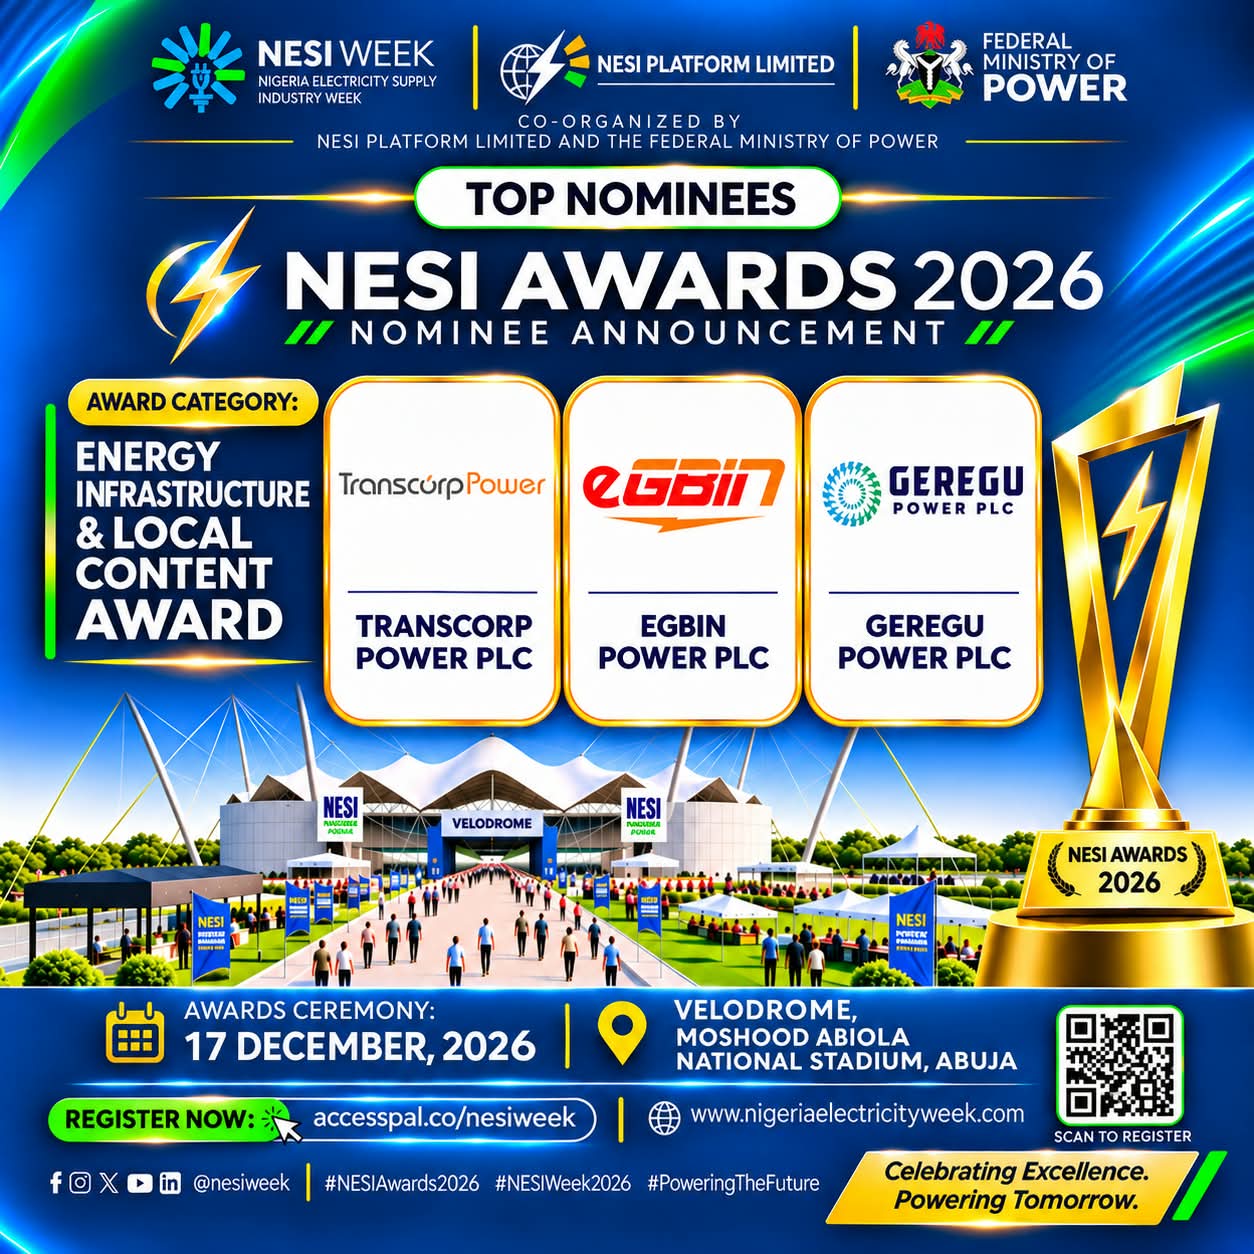 NESI WEEK
NIGERIA ELECTRICITY SUPPLY
INDUSTRY WEEK
NESI PLATFORM LIMITED
FEDERAL
MINISTRY OF
POWER
CO-ORGANIZED BY
NESI PLATFORM LIMITED AND THE FEDERAL MINISTRY OF POWER
TOP NOMINEES
NESI AWARDS 2026
NOMINEE ANNOUNCEMENT
AWARD CATEGORY:
ENERGY
INFRASTRUCTURE
& LOCAL
CONTENT
AWARD
Transcorp Power
TRANSCORP
POWER PLC
eGBIN
EGBIN
POWER PLC
GEREGU
POWER PLC
GEREGU
POWER PLC
NESI
VELODROME
NESI
NESI
NESI
NESI AWARDS
2026
AWARDS CEREMONY:
17 DECEMBER, 2026
VELODROME,
MOSHOOD ABIOLA
NATIONAL STADIUM, ABUJA
REGISTER NOW:
accesspal.co/nesiweek
www.nigeriaelectricityweek.com
SCAN TO REGISTER
@nesiweek
#NESIAwards2026 #NESIWeek2026 #PoweringTheFuture
Celebrating Excellence.
Powering Tomorrow.